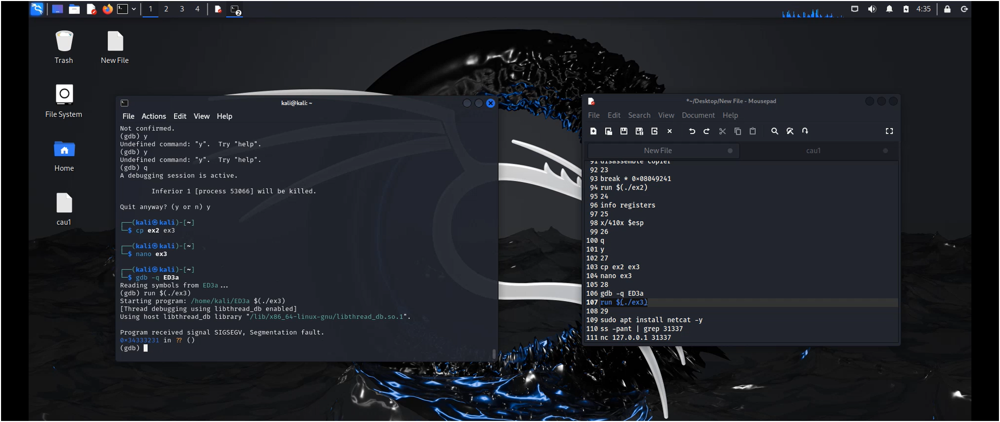 1 2 3 4
2
4:35
Trash
New File
File System
Home
cau1
kali@kali: ~
File Actions Edit View Help
Not confirmed.
(gdb) y
Undefined command: "y".  Try "help".
(gdb) y
Undefined command: "y".  Try "help".
(gdb) q
A debugging session is active.
Inferior 1 [process 53066] will be killed.
Quit anyway? (y or n) y
┌──(kali㉿kali)-[~]
└─$ cp ex2 ex3
┌──(kali㉿kali)-[~]
└─$ nano ex3
┌──(kali㉿kali)-[~]
└─$ gdb -q ED3a
Reading symbols from ED3a...
(gdb) run $(./ex3)
Starting program: /home/kali/ED3a $(./ex3)
[Thread debugging using libthread_db enabled]
Using host libthread_db library "/lib/x86_64-linux-gnu/libthread_db.so.1".
Program received signal SIGSEGV, Segmentation fault.
0x34333231 in ?? ()
(gdb)
*~/Desktop/New File - Mousepad
File Edit Search View Document Help
New File
cau1
91 disassemble copier
92 23
93 break * 0x08049241
94 run $(./ex2)
95 24
96 info registers
97 25
98 x/410x $esp
99 26
100 q
101 y
102 27
103 cp ex2 ex3
104 nano ex3
105 28
106 gdb -q ED3a
107 run $(./ex3)
108 29
109 sudo apt install netcat -y
110 ss -pant | grep 31337
111 nc 127.0.0.1 31337